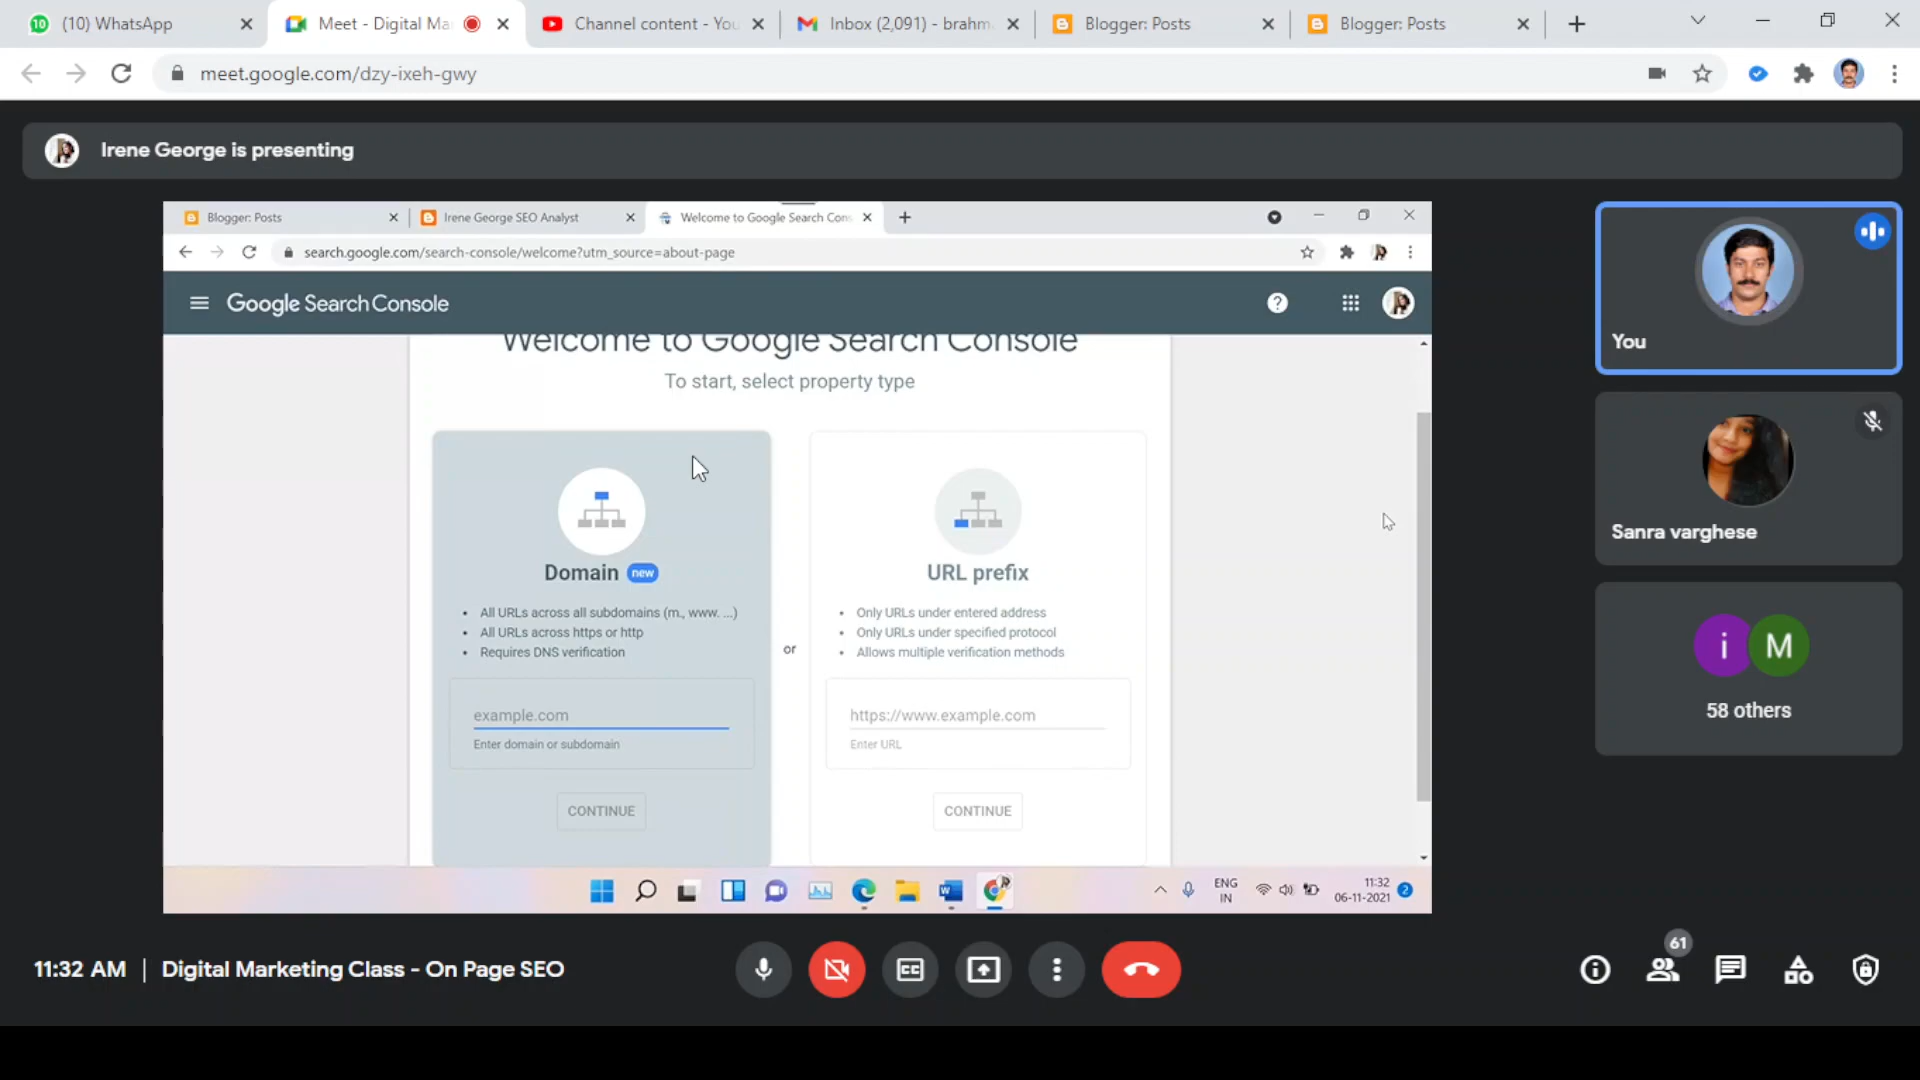 10
(10) WhatsApp
Meet - Digital Ma
Channel content - You
Inbox (2,091) - brahm
Blogger: Posts
Blogger: Posts
meet.google.com/dzy-ixeh-gwy
Irene George is presenting
Blogger: Posts
Irene George SEO Analyst
Welcome to Google Search Con
search.google.com/search-console/welcome?utm_source=about-page
Google Search Console
Welcome to Google Search Console
To start, select property type
Domain new
• All URLs across all subdomains (m., www. ...)
• All URLs across https or http
• Requires DNS verification
example.com
Enter domain or subdomain
CONTINUE
or
URL prefix
• Only URLs under entered address
• Only URLs under specified protocol
• Allows multiple verification methods
https://www.example.com
Enter URL
CONTINUE
ENG
IN
11:32
06-11-2021
2
You
Sanra varghese
i M
58 others
11:32 AM | Digital Marketing Class - On Page SEO
61